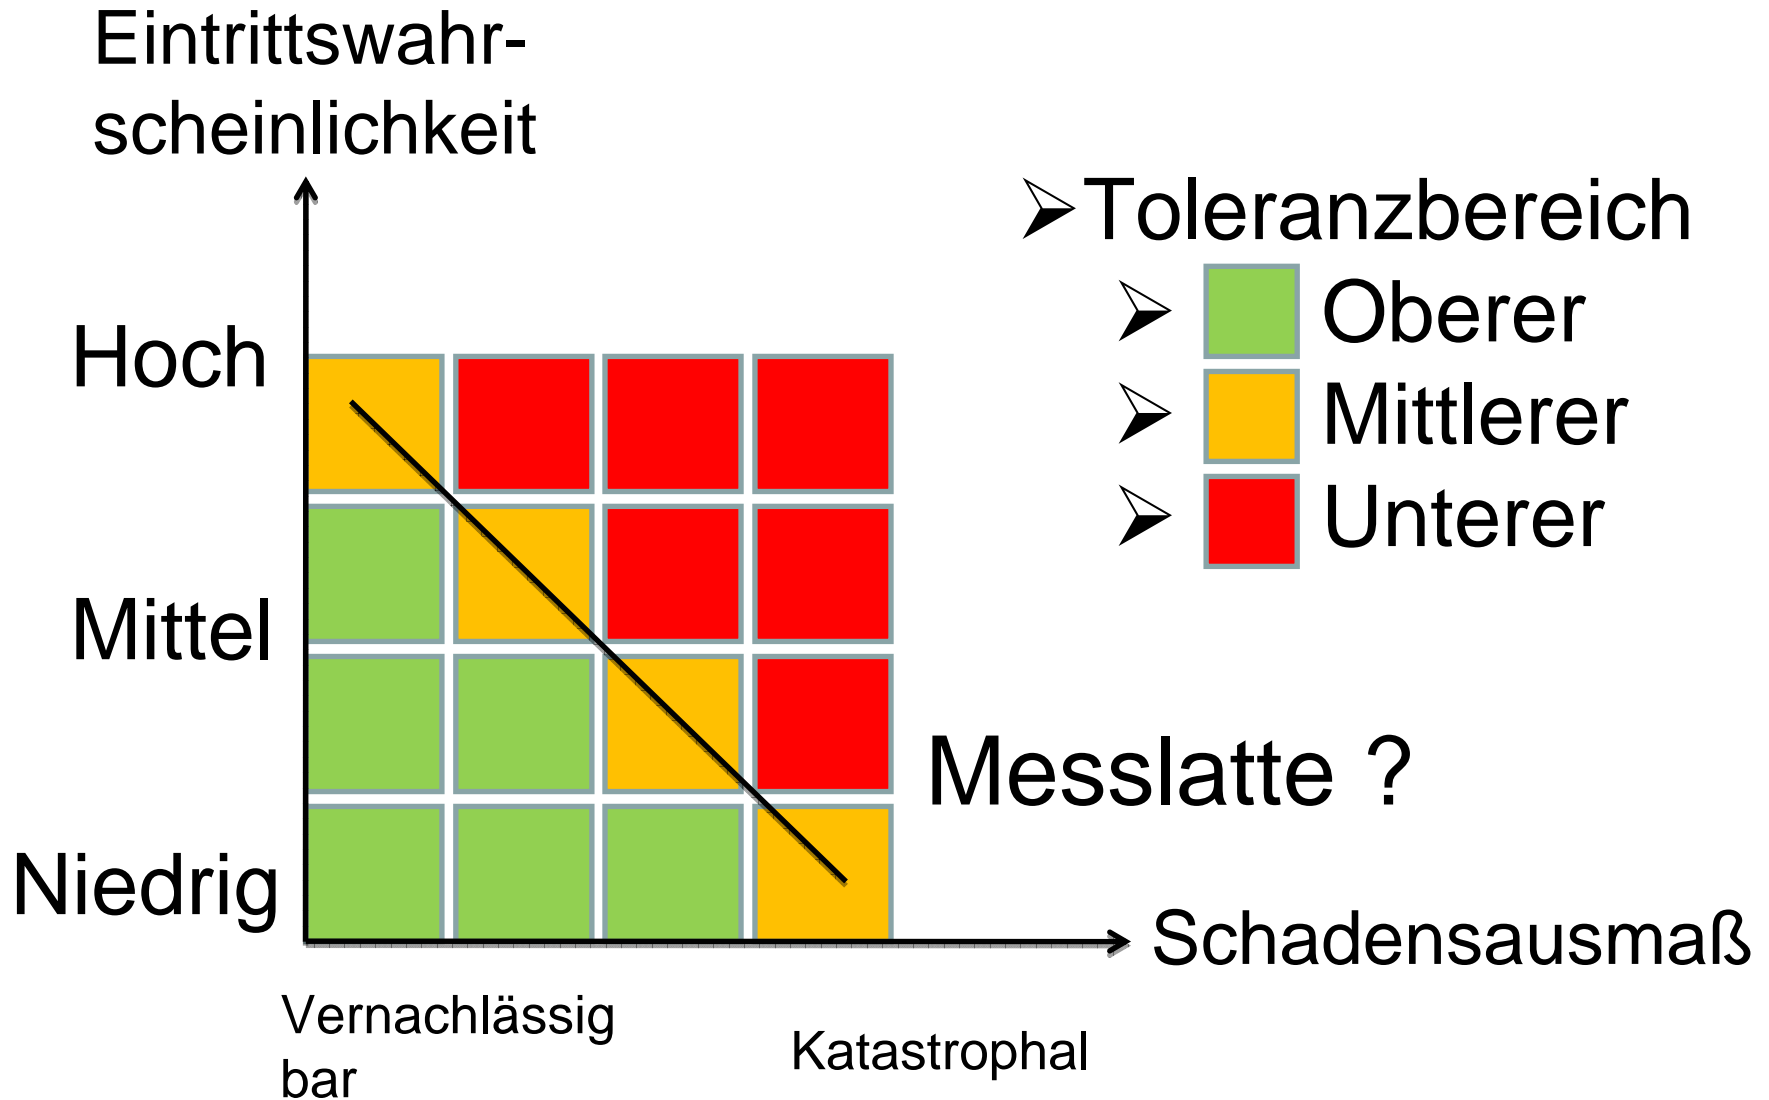 Eintrittswahr-
scheinlichkeit
Toleranzbereich
Oberer
Mittlerer
Unterer
Hoch
Mittel
Niedrig
Messlatte ?
Schadensausmaß
Vernachlässig
bar
Katastrophal